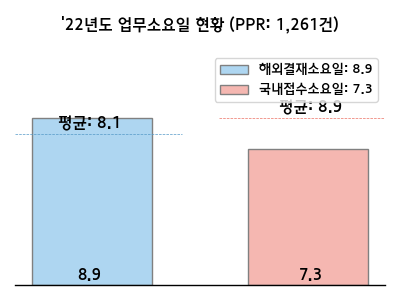 '22년도 업무소요일 현황 (PPR: 1,261건)
해외결재소요일: 8.9
국내접수소요일: 7.3
평균: 8.9
평균: 8.1
8.9
7.3